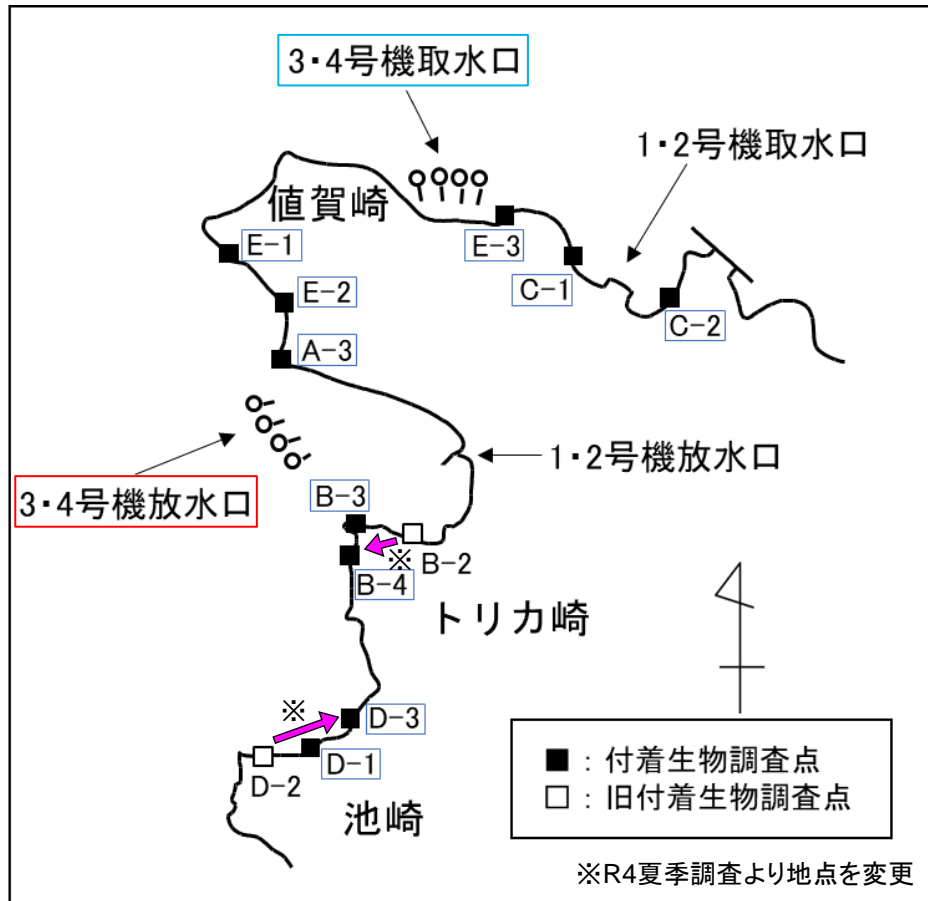 3・4号機取水口
1・2号機取水口
値賀崎
E-1
E-3
E-2
C-1
C-2
A-3
1・2号機放水口
3・4号機放水口
B-3
※
B-2
B-4
トリカ崎
※
D-3
D-1
D-2
池崎
■:付着生物調査点
□:旧付着生物調査点
※R4夏季調査より地点を変更